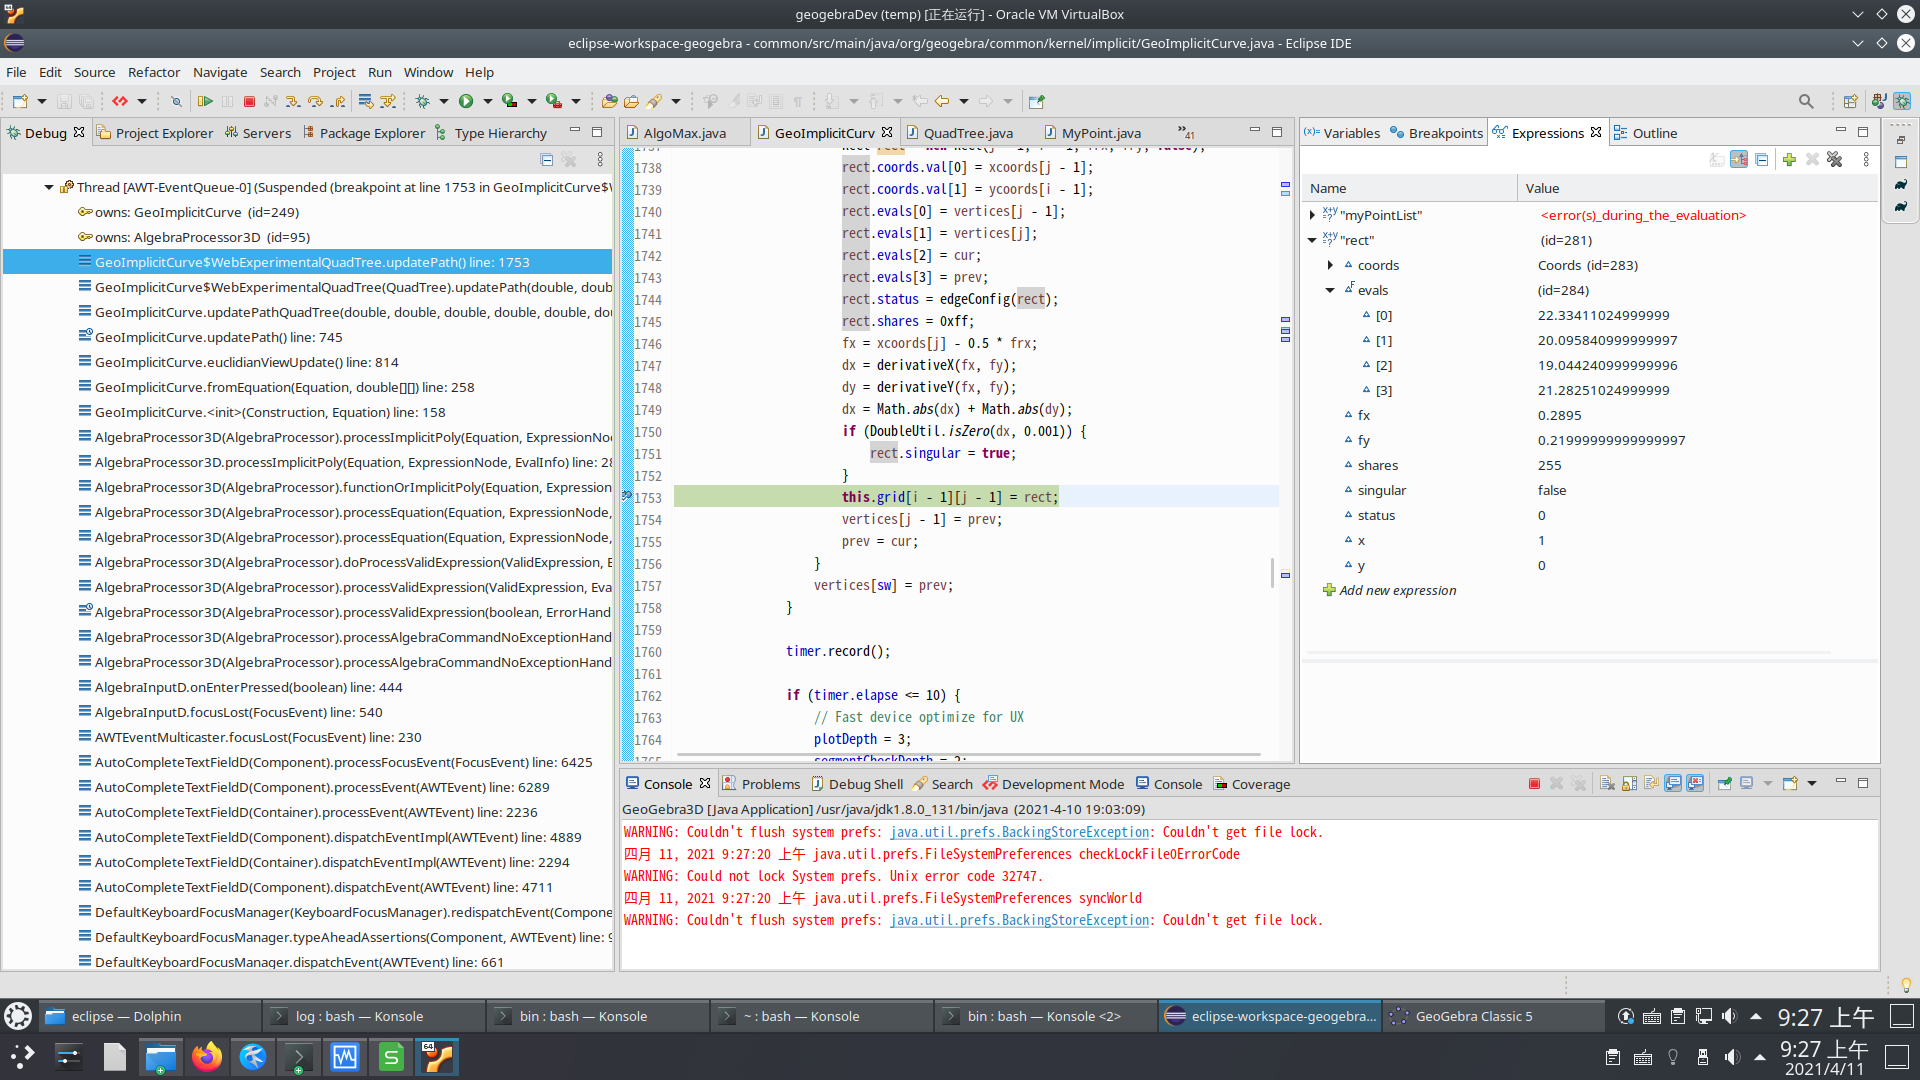 geogebraDev (temp) [正在运行] - Oracle VM VirtualBox
eclipse-workspace-geogebra - common/src/main/java/org/geogebra/common/kernel/implicit/GeoImplicitCurve.java - Eclipse IDE
File Edit Source Refactor Navigate Search Project Run Window Help
Debug Project Explorer Servers Package Explorer Type Hierarchy
Thread [AWT-EventQueue-0] (Suspended (breakpoint at line 1753 in GeoImplicitCurve$
owns: GeoImplicitCurve (id=249)
owns: AlgebraProcessor3D (id=95)
GeoImplicitCurve$WebExperimentalQuadTree.updatePath() line: 1753
GeoImplicitCurve$WebExperimentalQuadTree(QuadTree).updatePath(double, doub
GeoImplicitCurve.updatePathQuadTree(double, double, double, double, double, do
GeoImplicitCurve.updatePath() line: 745
GeoImplicitCurve.euclidianViewUpdate() line: 814
GeoImplicitCurve.fromEquation(Equation, double[][]) line: 258
GeoImplicitCurve.<init>(Construction, Equation) line: 158
AlgebraProcessor3D(AlgebraProcessor).processImplicitPoly(Equation, ExpressionNo
AlgebraProcessor3D.processImplicitPoly(Equation, ExpressionNode, EvalInfo) line: 28
AlgebraProcessor3D(AlgebraProcessor).functionOrImplicitPoly(Equation, Expression
AlgebraProcessor3D(AlgebraProcessor).processEquation(Equation, ExpressionNode,
AlgebraProcessor3D(AlgebraProcessor).processEquation(Equation, ExpressionNode,
AlgebraProcessor3D(AlgebraProcessor).doProcessValidExpression(ValidExpression, E
AlgebraProcessor3D(AlgebraProcessor).processValidExpression(ValidExpression, Eva
AlgebraProcessor3D(AlgebraProcessor).processValidExpression(boolean, ErrorHand
AlgebraProcessor3D(AlgebraProcessor).processAlgebraCommandNoExceptionHand
AlgebraProcessor3D(AlgebraProcessor).processAlgebraCommandNoExceptionHand
AlgebraInputD.onEnterPressed(boolean) line: 444
AlgebraInputD.focusLost(FocusEvent) line: 540
AWTEventMulticaster.focusLost(FocusEvent) line: 230
AutoCompleteTextFieldD(Component).processFocusEvent(FocusEvent) line: 6425
AutoCompleteTextFieldD(Component).processEvent(AWTEvent) line: 6289
AutoCompleteTextFieldD(Container).processEvent(AWTEvent) line: 2236
AutoCompleteTextFieldD(Component).dispatchEventImpl(AWTEvent) line: 4889
AutoCompleteTextFieldD(Container).dispatchEventImpl(AWTEvent) line: 2294
AutoCompleteTextFieldD(Component).dispatchEvent(AWTEvent) line: 4711
DefaultKeyboardFocusManager(KeyboardFocusManager).redispatchEvent(Compone
DefaultKeyboardFocusManager.typeAheadAssertions(Component, AWTEvent) line: 9
DefaultKeyboardFocusManager.dispatchEvent(AWTEvent) line: 661
AlgoMax.java GeoImplicitCurv QuadTree.java MyPoint.java »41
1738 rect.coords.val[0] = xcoords[j - 1];
1739 rect.coords.val[1] = ycoords[i - 1];
1740 rect.evals[0] = vertices[j - 1];
1741 rect.evals[1] = vertices[j];
1742 rect.evals[2] = cur;
1743 rect.evals[3] = prev;
1744 rect.status = edgeConfig(rect);
1745 rect.shares = 0xff;
1746 fx = xcoords[j] - 0.5 * frx;
1747 dx = derivativeX(fx, fy);
1748 dy = derivativeY(fx, fy);
1749 dx = Math.abs(dx) + Math.abs(dy);
1750 if (DoubleUtil.isZero(dx, 0.001)) {
1751 rect.singular = true;
1752 }
1753 this.grid[i - 1][j - 1] = rect;
1754 vertices[j - 1] = prev;
1755 prev = cur;
1756 }
1757 vertices[sw] = prev;
1758 }
1759
1760 timer.record();
1761
1762 if (timer.elapse <= 10) {
1763 // Fast device optimize for UX
1764 plotDepth = 3;
Variables Breakpoints Expressions Outline
Name Value
"myPointList" <error(s)_during_the_evaluation>
"rect" (id=281)
coords Coords (id=283)
evals (id=284)
[0] 22.33411024999999
[1] 20.095840999999997
[2] 19.044240999999996
[3] 21.28251024999999
fx 0.2895
fy 0.21999999999999997
shares 255
singular false
status 0
x 1
y 0
Add new expression
Console Problems Debug Shell Search Development Mode Console Coverage
GeoGebra3D [Java Application] /usr/java/jdk1.8.0_131/bin/java (2021-4-10 19:03:09)
WARNING: Couldn't flush system prefs: java.util.prefs.BackingStoreException: Couldn't get file lock.
四月 11, 2021 9:27:20 上午 java.util.prefs.FileSystemPreferences checkLockFile0ErrorCode
WARNING: Could not lock System prefs. Unix error code 32747.
四月 11, 2021 9:27:20 上午 java.util.prefs.FileSystemPreferences syncWorld
WARNING: Couldn't flush system prefs: java.util.prefs.BackingStoreException: Couldn't get file lock.
eclipse — Dolphin log : bash — Konsole bin : bash — Konsole ~ : bash — Konsole bin : bash — Konsole <2> eclipse-workspace-geogebra... GeoGebra Classic 5 9:27 上午
64
9:27 上午
2021/4/11